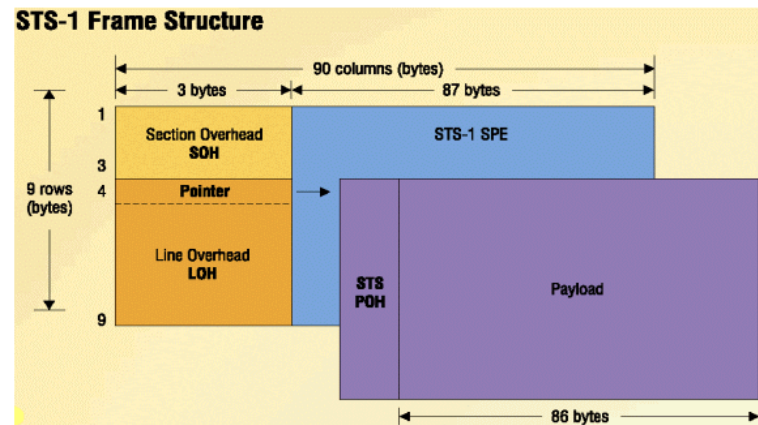 STS-1 Frame Structure
90 columns (bytes)
3 bytes
87 bytes
1
Section Overhead
SOH
STS-1 SPE
3
9 rows
(bytes)
4
Pointer
Line Overhead
LOH
STS
POH
Payload
9
86 bytes